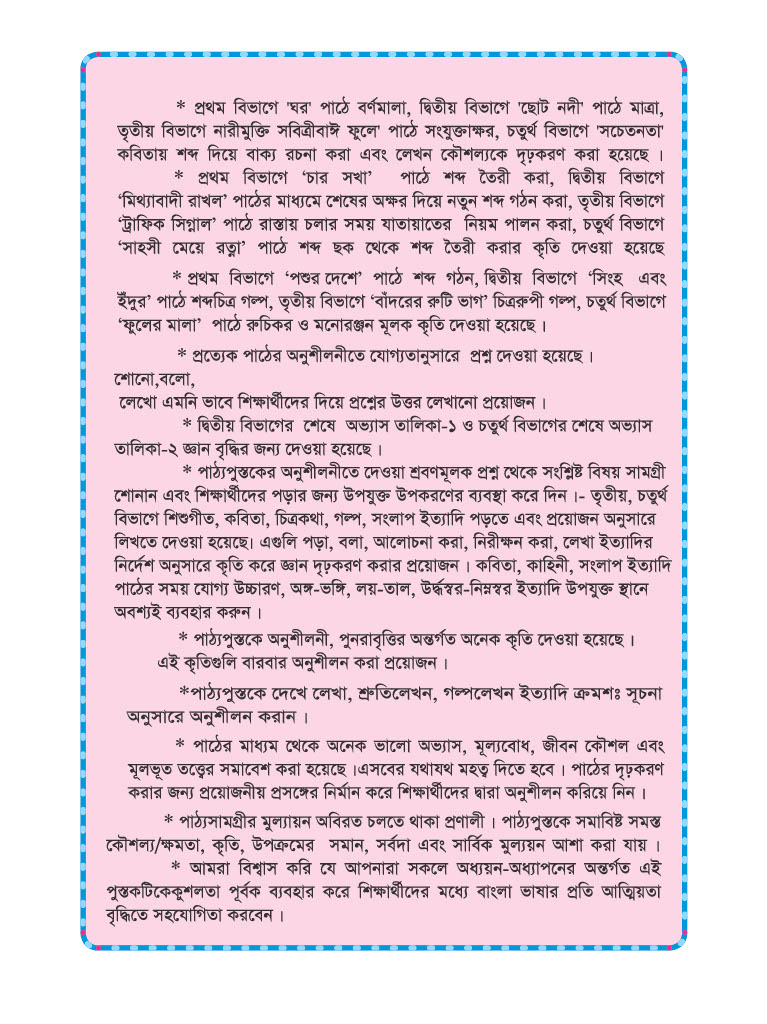 * প্রথম বিভাগে 'ঘর' পাঠে বর্ণমালা, দ্বিতীয় বিভাগে 'ছোট নদী' পাঠে মাত্রা,
তৃতীয় বিভাগে নারীমুক্তি সবিত্রীবাঈ ফুলে' পাঠে সংযুক্তাক্ষর, চতুর্থ বিভাগে 'সচেতনতা'
কবিতায় শব্দ দিয়ে বাক্য রচনা করা এবং লেখন কৌশল্যকে দৃঢ়করণ করা হয়েছে ।
* প্রথম বিভাগে ‘চার সখা’ পাঠে শব্দ তৈরী করা, দ্বিতীয় বিভাগে
‘মিথ্যাবাদী রাখল’ পাঠের মাধ্যমে শেষের অক্ষর দিয়ে নতুন শব্দ গঠন করা, তৃতীয় বিভাগে
‘ট্রাফিক সিগ্নাল’ পাঠে রাস্তায় চলার সময় যাতায়াতের নিয়ম পালন করা, চতুর্থ বিভাগে
‘সাহসী মেয়ে রত্না’ পাঠে শব্দ ছক থেকে শব্দ তৈরী করার কৃতি দেওয়া হয়েছে
* প্রথম বিভাগে ‘পশুর দেশে’ পাঠে শব্দ গঠন, দ্বিতীয় বিভাগে ‘সিংহ এবং
ইঁদুর’ পাঠে শব্দচিত্র গল্প, তৃতীয় বিভাগে ‘বাঁদরের রুটি ভাগ’ চিত্ররুপী গল্প, চতুর্থ বিভাগে
‘ফুলের মালা’ পাঠে রুচিকর ও মনোরঞ্জন মূলক কৃতি দেওয়া হয়েছে ।
* প্রত্যেক পাঠের অনুশীলনীতে যোগ্যতানুসারে প্রশ্ন দেওয়া হয়েছে ।
শোনো,বলো,
লেখো এমনি ভাবে শিক্ষার্থীদের দিয়ে প্রশ্নের উত্তর লেখানো প্রয়োজন ।
* দ্বিতীয় বিভাগের শেষে অভ্যাস তালিকা-১ ও চতুর্থ বিভাগের শেষে অভ্যাস
তালিকা-২ জ্ঞান বৃদ্ধির জন্য দেওয়া হয়েছে ।
* পাঠ্যপুস্তকের অনুশীলনীতে দেওয়া শ্রবণমূলক প্রশ্ন থেকে সংশ্লিষ্ট বিষয় সামগ্রী
শোনান এবং শিক্ষার্থীদের পড়ার জন্য উপযুক্ত উপকরণের ব্যবস্থা করে দিন ।- তৃতীয়, চতুর্থ
বিভাগে শিশুগীত, কবিতা, চিত্রকথা, গল্প, সংলাপ ইত্যাদি পড়তে এবং প্রয়োজন অনুসারে
লিখতে দেওয়া হয়েছে। এগুলি পড়া, বলা, আলোচনা করা, নিরীক্ষন করা, লেখা ইত্যাদির
নির্দেশ অনুসারে কৃতি করে জ্ঞান দৃঢ়করণ করার প্রয়োজন । কবিতা, কাহিনী, সংলাপ ইত্যাদি
পাঠের সময় যোগ্য উচ্চারণ, অঙ্গ-ভঙ্গি, লয়-তাল, উর্দ্ধস্বর-নিম্নস্বর ইত্যাদি উপযুক্ত স্থানে
অবশ্যই ব্যবহার করুন ।
* পাঠ্যপুস্তকে অনুশীলনী, পুনরাবৃত্তির অন্তর্গত অনেক কৃতি দেওয়া হয়েছে ।
এই কৃতিগুলি বারবার অনুশীলন করা প্রয়োজন ।
*পাঠ্যপুস্তকে দেখে লেখা, শ্রুতিলেখন, গল্পলেখন ইত্যাদি ক্রমশঃ সূচনা
অনুসারে অনুশীলন করান ।
* পাঠের মাধ্যম থেকে অনেক ভালো অভ্যাস, মূল্যবোধ, জীবন কৌশল এবং
মূলভূত তত্ত্বের সমাবেশ করা হয়েছে ।এসবের যথাযথ মহত্ব দিতে হবে । পাঠের দৃঢ়করণ
করার জন্য প্রয়োজনীয় প্রসঙ্গের নির্মান করে শিক্ষার্থীদের দ্বারা অনুশীলন করিয়ে নিন ।
* পাঠ্যসামগ্রীর মুল্যায়ন অবিরত চলতে থাকা প্রণালী । পাঠ্যপুস্তকে সমাবিষ্ট সমস্ত
কৌশল্য/ক্ষমতা, কৃতি, উপক্রমের সমান, সর্বদা এবং সার্বিক মুল্যয়ন আশা করা যায় ।
* আমরা বিশ্বাস করি যে আপনারা সকলে অধ্যয়ন-অধ্যাপনের অন্তর্গত এই
পুস্তকটিকেকুশলতা পূর্বক ব্যবহার করে শিক্ষার্থীদের মধ্যে বাংলা ভাষার প্রতি আত্মিয়তা
বৃদ্ধিতে সহযোগিতা করবেন ।